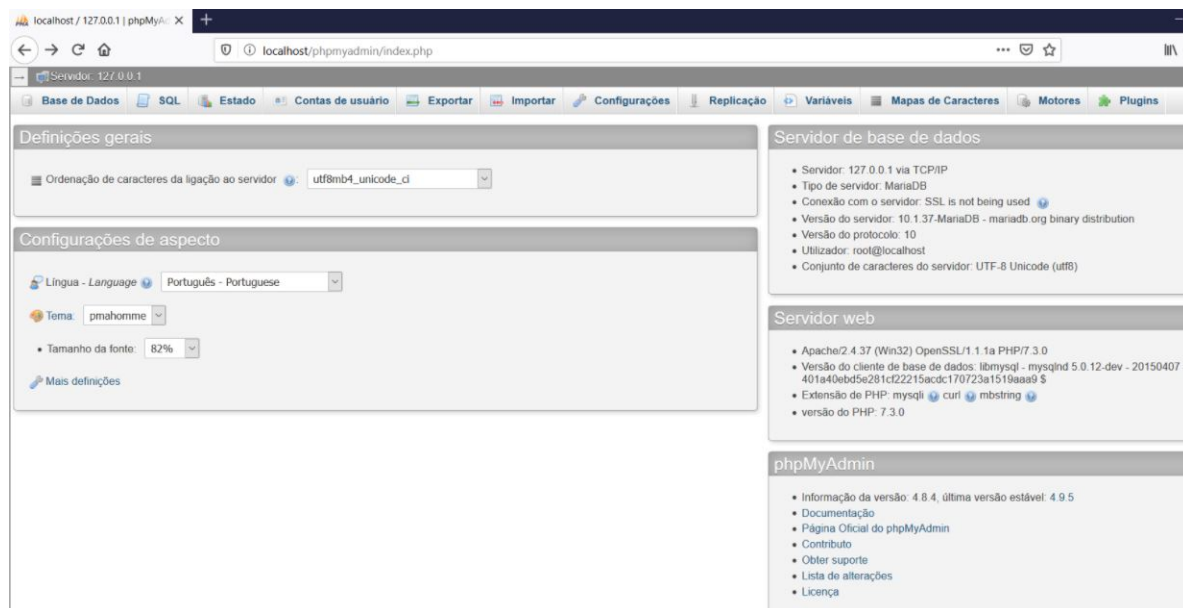 localhost / 127.0.0.1 | phpMyAd
localhost/phpmyadmin/index.php
Servidor: 127.0.0.1
Base de Dados SQL Estado Contas de usuário Exportar Importar Configurações Replicação Variáveis Mapas de Caracteres Motores Plugins
Definições gerais
Ordenação de caracteres da ligação ao servidor : utf8mb4_unicode_ci
Configurações de aspecto
Língua - Language Português - Portuguese
Tema: pmahomme
• Tamanho da fonte: 82%
Mais definições
Servidor de base de dados
• Servidor: 127.0.0.1 via TCP/IP
• Tipo de servidor: MariaDB
• Conexão com o servidor: SSL is not being used
• Versão do servidor: 10.1.37-MariaDB - mariadb.org binary distribution
• Versão do protocolo: 10
• Utilizador: root@localhost
• Conjunto de caracteres do servidor: UTF-8 Unicode (utf8)
Servidor web
• Apache/2.4.37 (Win32) OpenSSL/1.1.1a PHP/7.3.0
• Versão do cliente de base de dados: libmysql - mysqlnd 5.0.12-dev - 20150407
401a40ebd5e281cf22215acdc170723a1519aaa9 $
• Extensão de PHP: mysqli curl mbstring
• versão do PHP: 7.3.0
phpMyAdmin
• Informação da versão: 4.8.4, última versão estável: 4.9.5
• Documentação
• Página Oficial do phpMyAdmin
• Contributo
• Obter suporte
• Lista de alterações
• Licença